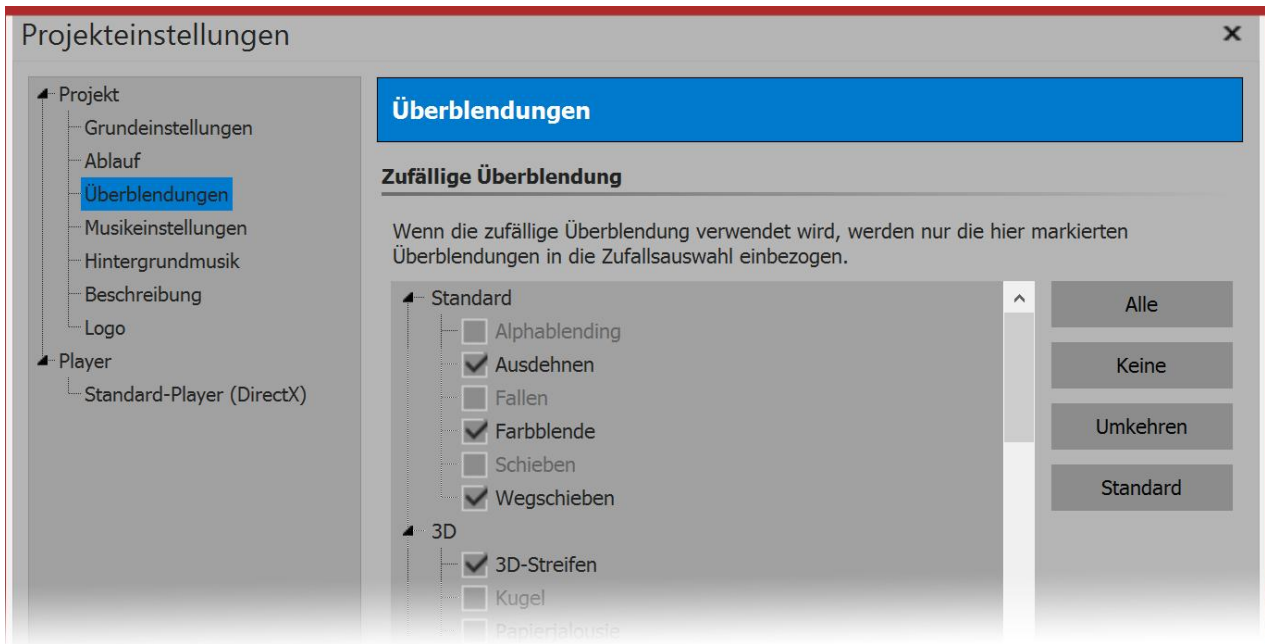 Projekteinstellungen
Projekt
Grundeinstellungen
Ablauf
Überblendungen
Musikeinstellungen
Hintergrundmusik
Beschreibung
Logo
Player
Standard-Player (DirectX)
Überblendungen
Zufällige Überblendung
Wenn die zufällige Überblendung verwendet wird, werden nur die hier markierten
Überblendungen in die Zufallsauswahl einbezogen.
Standard
Alphablending
Ausdehnen
Fallen
Farbblende
Schieben
Wegschieben
3D
3D-Streifen
Kugel
Papierjalousie
Alle
Keine
Umkehren
Standard